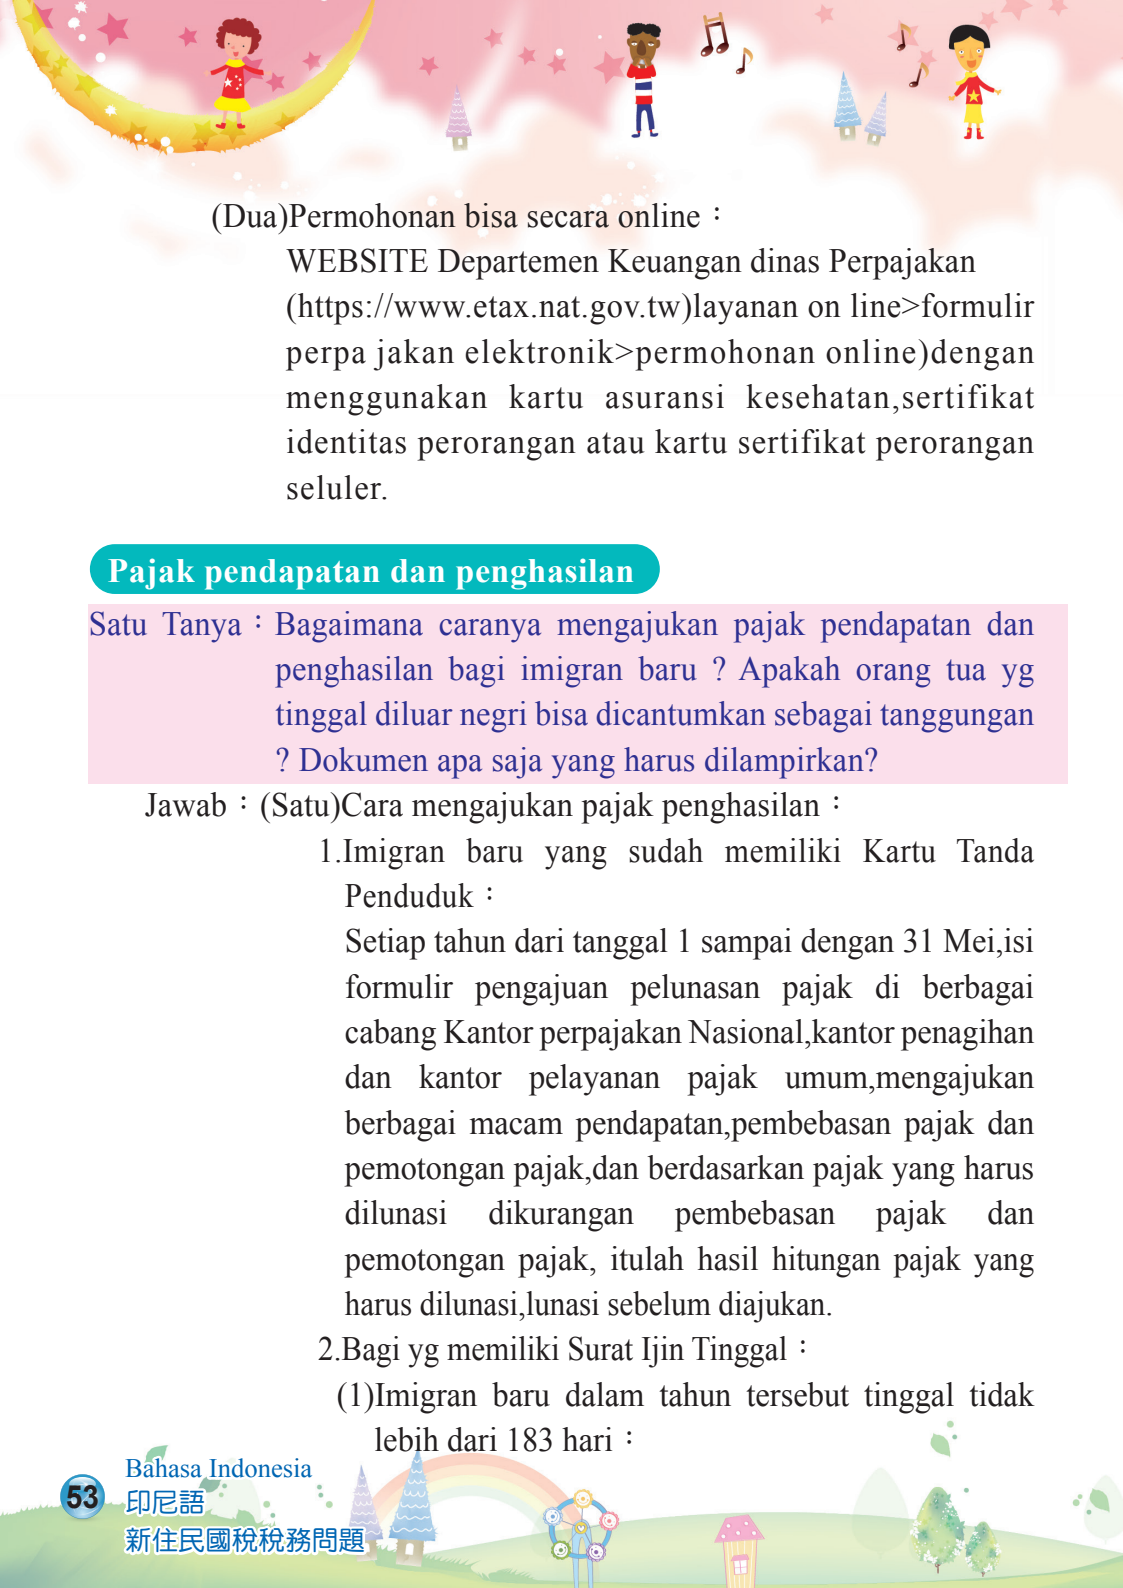 (Dua)Permohonan bisa secara online：
WEBSITE Departemen Keuangan dinas Perpajakan
(https://www.etax.nat.gov.tw)layanan on line>formulir
perpa jakan elektronik>permohonan online)dengan
menggunakan kartu asuransi kesehatan,sertifikat
identitas perorangan atau kartu sertifikat perorangan
seluler.
Pajak pendapatan dan penghasilan
Satu Tanya：Bagaimana caranya mengajukan pajak pendapatan dan
penghasilan bagi imigran baru ? Apakah orang tua yg
tinggal diluar negri bisa dicantumkan sebagai tanggungan
? Dokumen apa saja yang harus dilampirkan?
Jawab：(Satu)Cara mengajukan pajak penghasilan：
1.Imigran baru yang sudah memiliki Kartu Tanda
Penduduk：
Setiap tahun dari tanggal 1 sampai dengan 31 Mei,isi
formulir pengajuan pelunasan pajak di berbagai
cabang Kantor perpajakan Nasional,kantor penagihan
dan kantor pelayanan pajak umum,mengajukan
berbagai macam pendapatan,pembebasan pajak dan
pemotongan pajak,dan berdasarkan pajak yang harus
dilunasi dikurangan pembebasan pajak dan
pemotongan pajak, itulah hasil hitungan pajak yang
harus dilunasi,lunasi sebelum diajukan.
2.Bagi yg memiliki Surat Ijin Tinggal：
(1)Imigran baru dalam tahun tersebut tinggal tidak
lebih dari 183 hari：
Bahasa Indonesia
53 印尼語
新住民國稅稅務問題